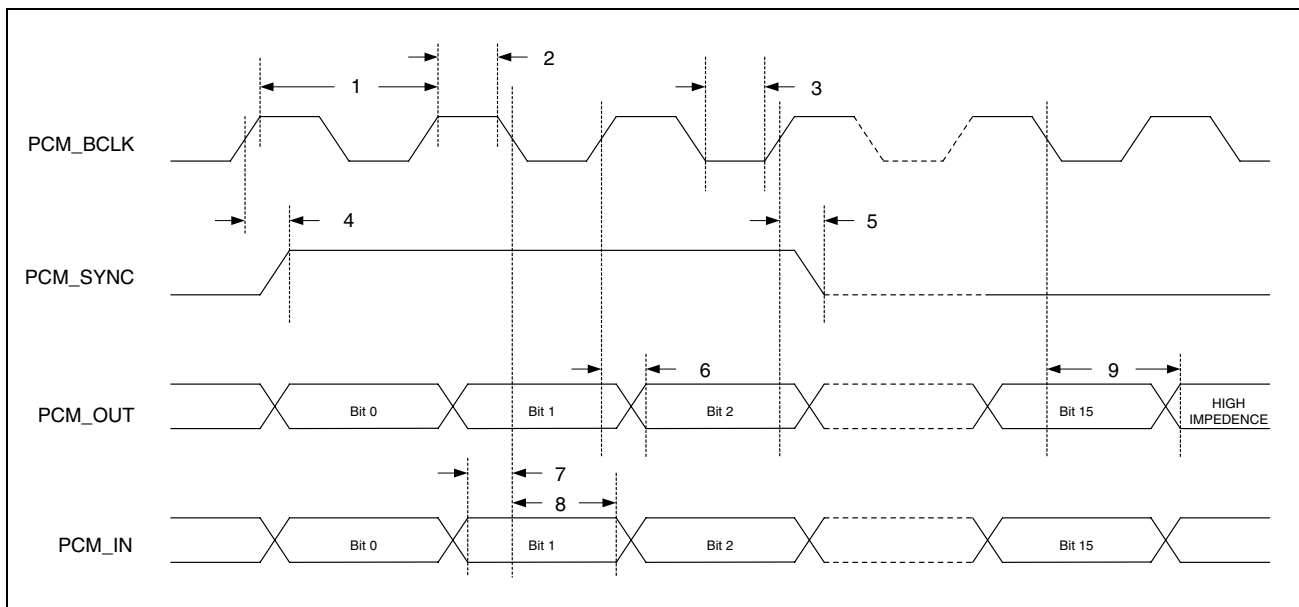 2
1
3
PCM_BCLK
4
5
PCM_SYNC
6
9
PCM_OUT
Bit 0
Bit 1
Bit 2
Bit 15
HIGH
IMPEDENCE
7
8
PCM_IN
Bit 0
Bit 1
Bit 2
Bit 15